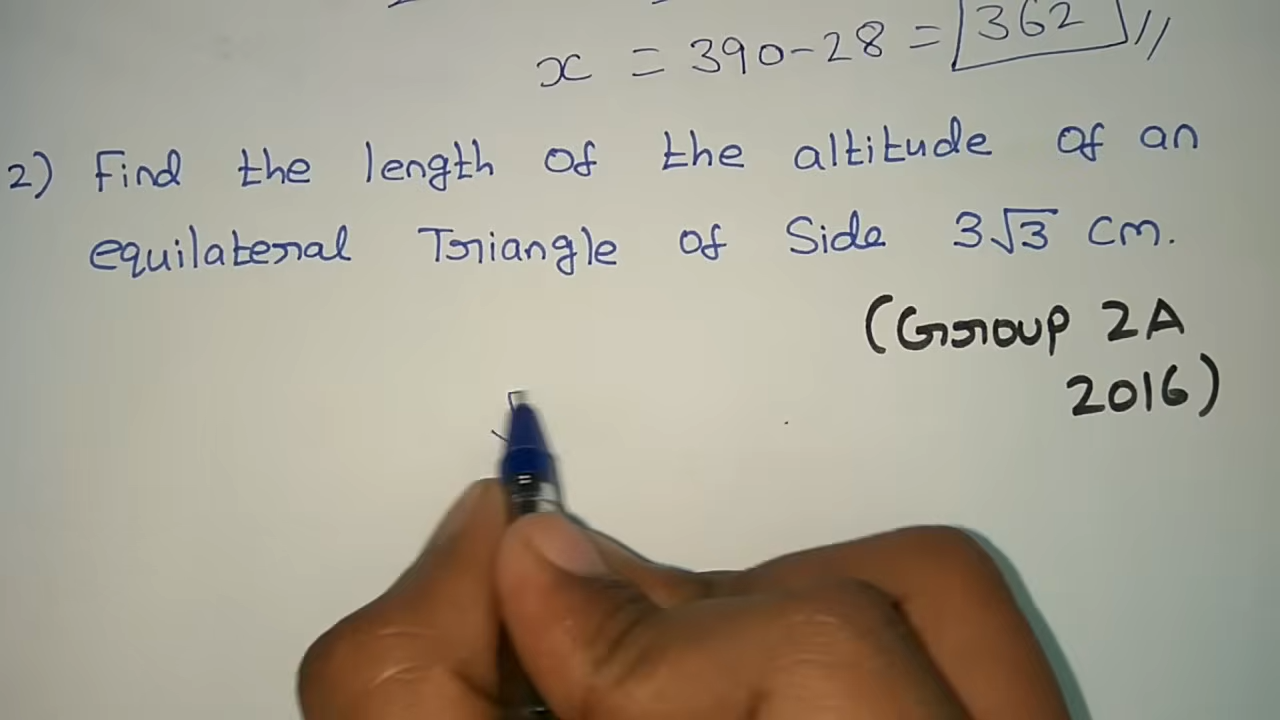 x = 390-28 = 362 //
2) Find the length of the altitude of an
equilateral Triangle of Side 3√3 cm.
(Group 2A
2016)